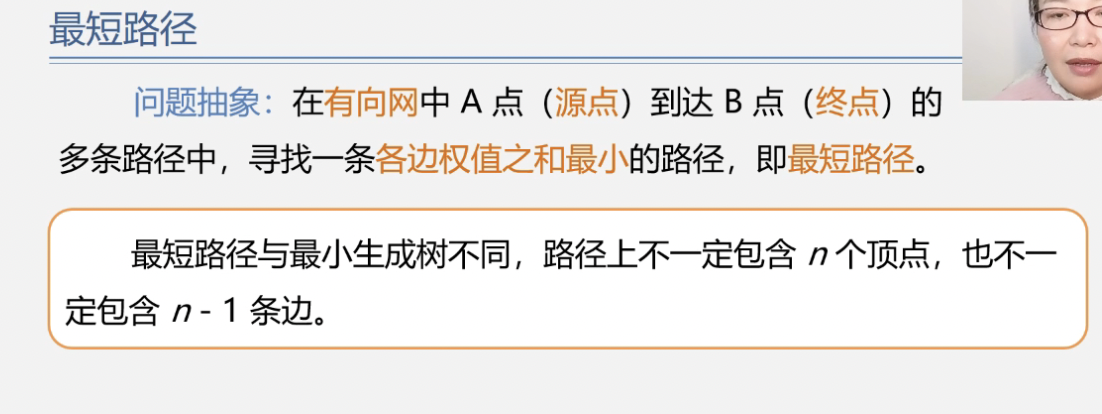 最短路径
问题抽象：在有向网中 A 点（源点）到达 B 点（终点）的
多条路径中，寻找一条各边权值之和最小的路径，即最短路径。
最短路径与最小生成树不同，路径上不一定包含 n 个顶点，也不一
定包含 n - 1 条边。